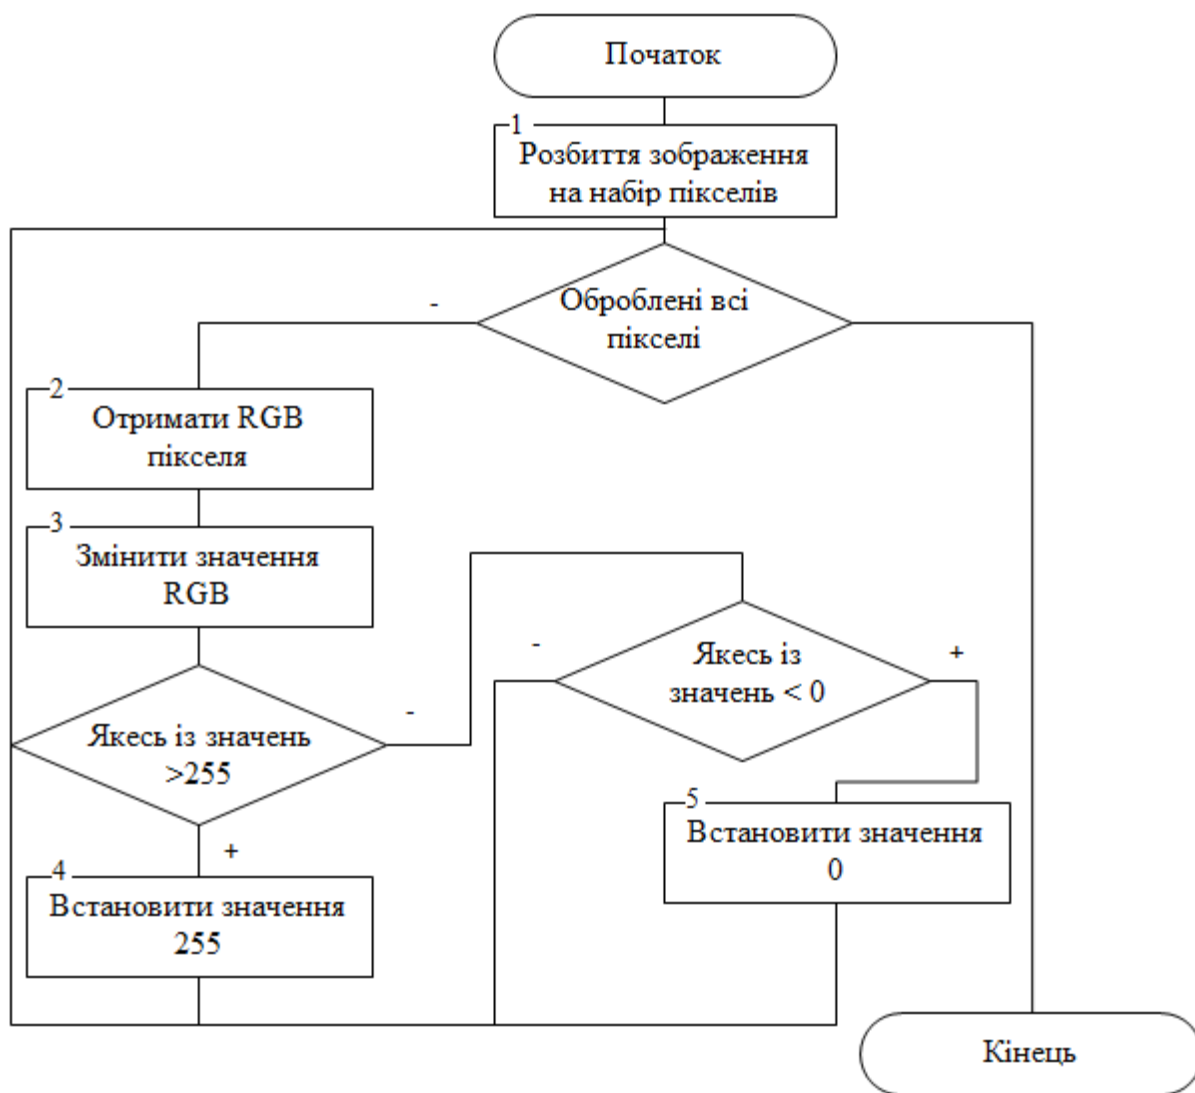 Початок
1
Розбиття зображення
на набір пікселів
Оброблені всі
пікселі
-
2
Отримати RGB
пікселя
3
Змінити значення
RGB
Якесь із значень
>255
-
+
4
Встановити значення
255
Якесь із
значень < 0
-
+
5
Встановити значення
0
Кінець